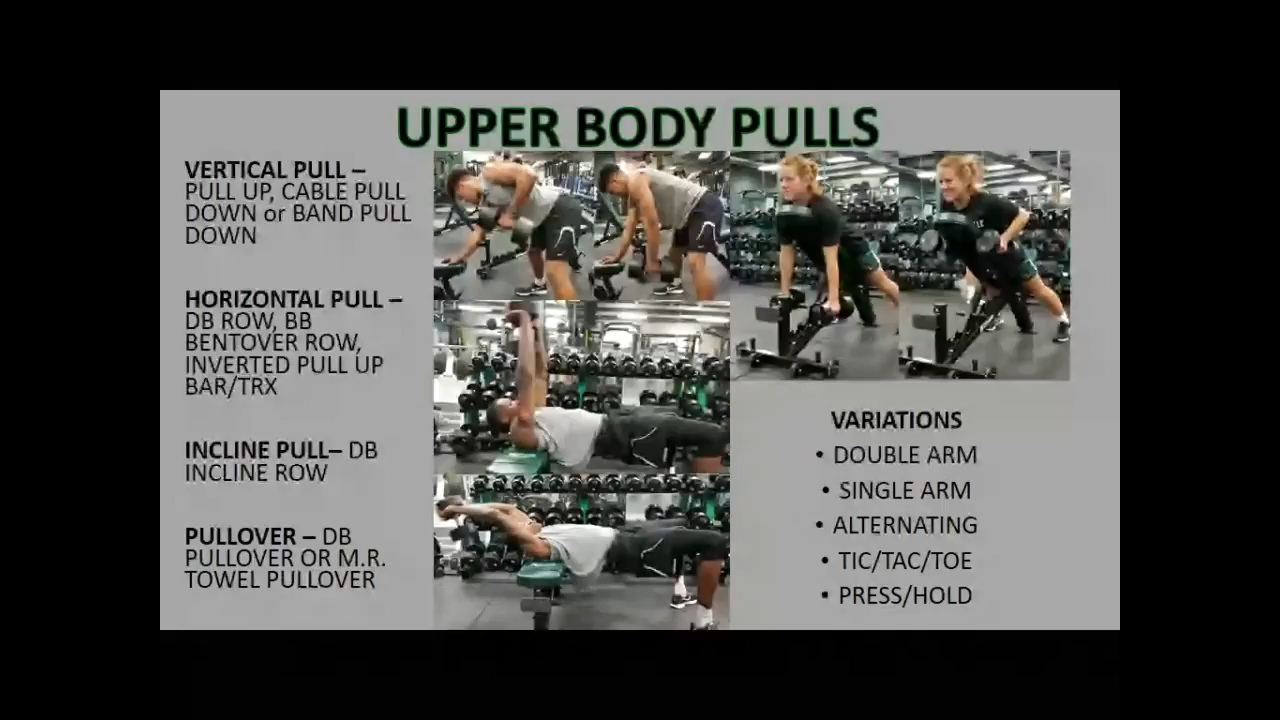 UPPER BODY PULLS
VERTICAL PULL –
PULL UP, CABLE PULL
DOWN or BAND PULL
DOWN
HORIZONTAL PULL –
DB ROW, BB
BENTOVER ROW,
INVERTED PULL UP
BAR/TRX
INCLINE PULL– DB
INCLINE ROW
PULLOVER – DB
PULLOVER OR M.R.
TOWEL PULLOVER
VARIATIONS
• DOUBLE ARM
• SINGLE ARM
• ALTERNATING
• TIC/TAC/TOE
• PRESS/HOLD